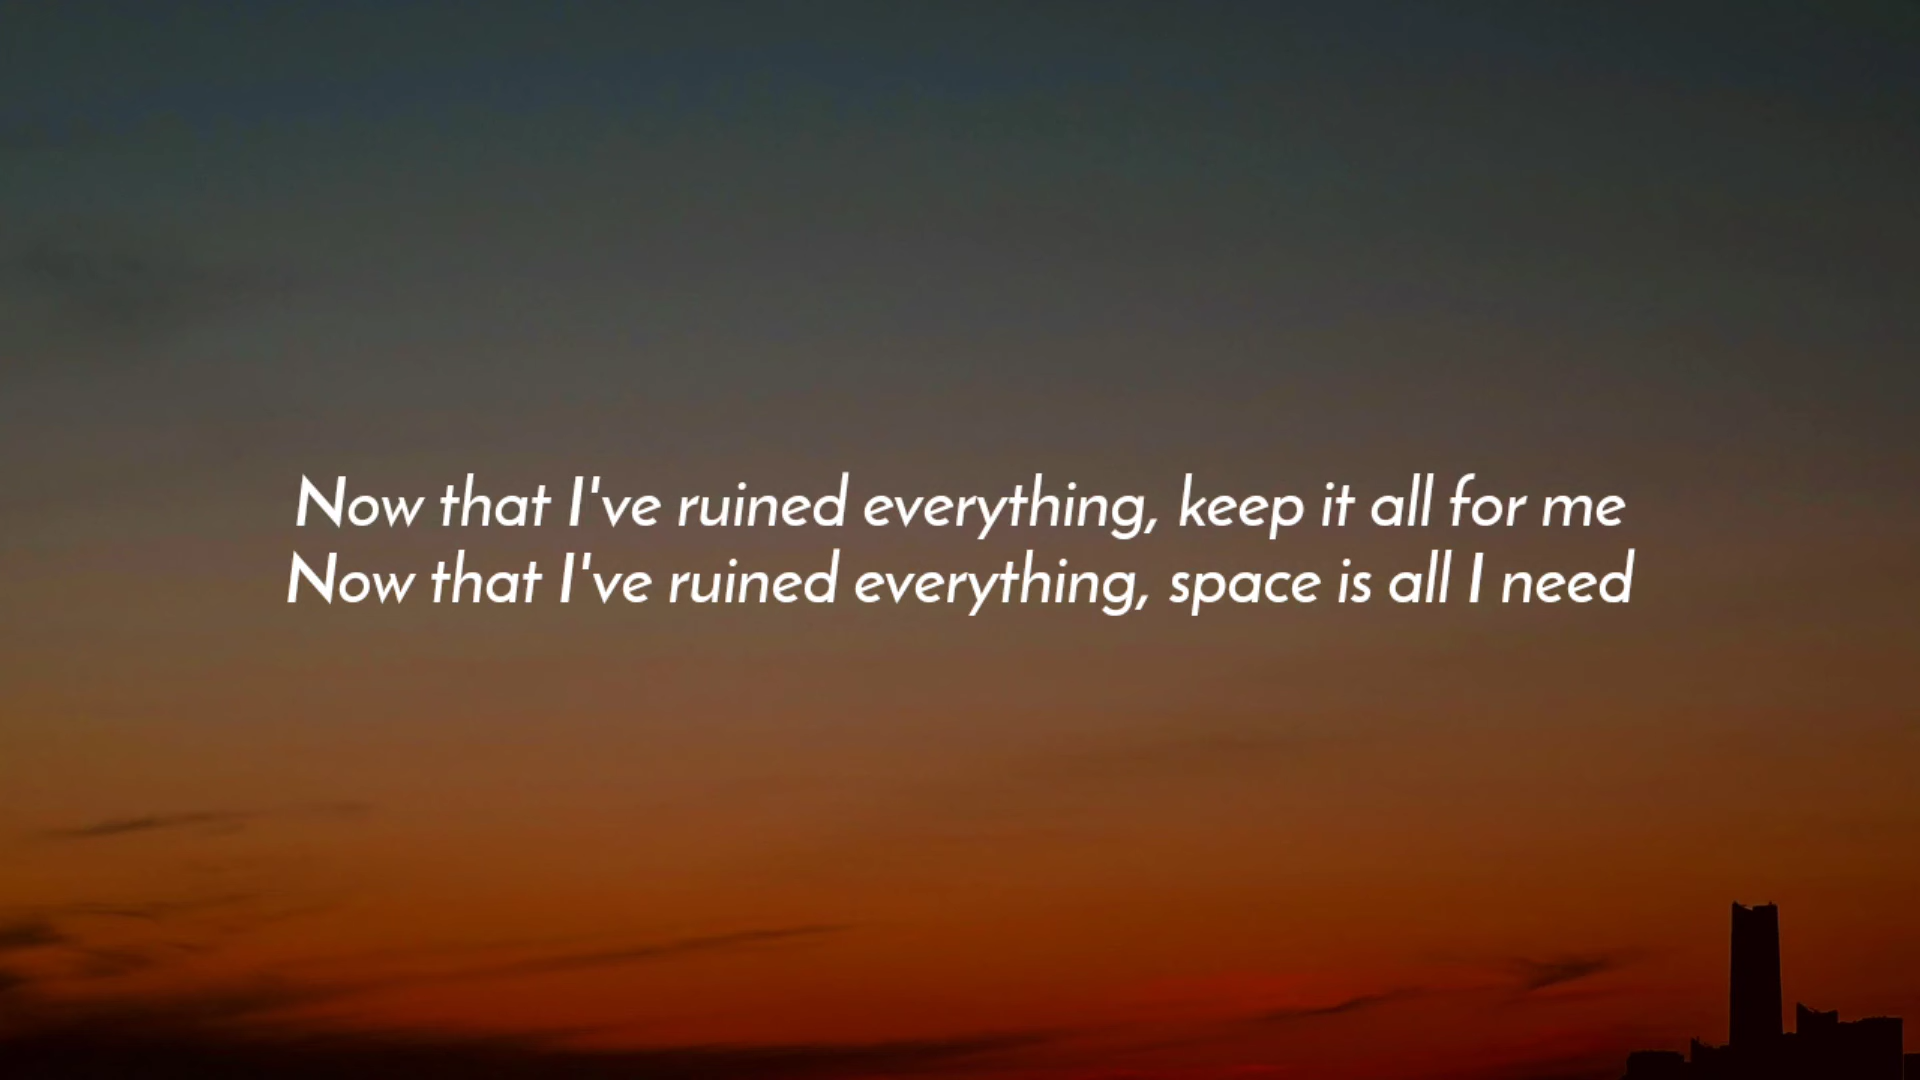 Now that I've ruined everything, keep it all for me
Now that I've ruined everything, space is all I need